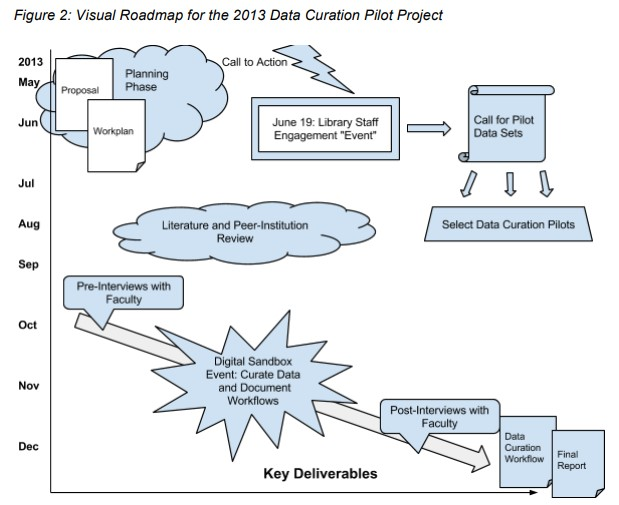 Figure 2: Visual Roadmap for the 2013 Data Curation Pilot Project
2013
May
Jun
Jul
Aug
Sep
Oct
Nov
Dec
Proposal
Planning
Phase
Workplan
Call to Action
June 19: Library Staff
Engagement "Event"
Call for Pilot
Data Sets
Select Data Curation Pilots
Literature and Peer-Institution
Review
Pre-Interviews with
Faculty
Digital Sandbox
Event: Curate Data
and Document
Workflows
Post-Interviews with
Faculty
Data
Curation
Workflow
Final
Report
Key Deliverables